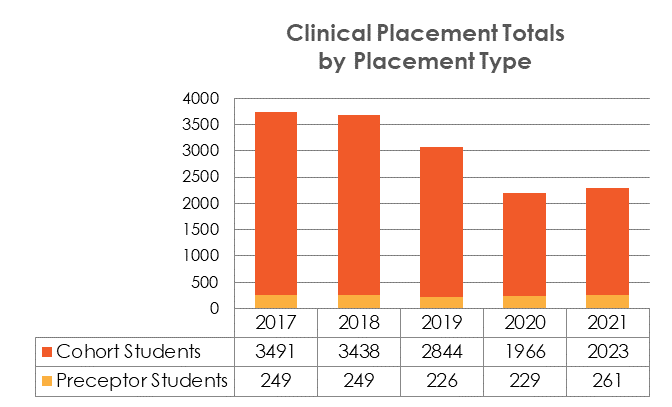 Clinical Placement Totals
by Placement Type
4000
3500
3000
2500
2000
1500
1000
500
0
2017 2018 2019 2020 2021
Cohort Students 3491 3438 2844 1966 2023
Preceptor Students 249 249 226 229 261